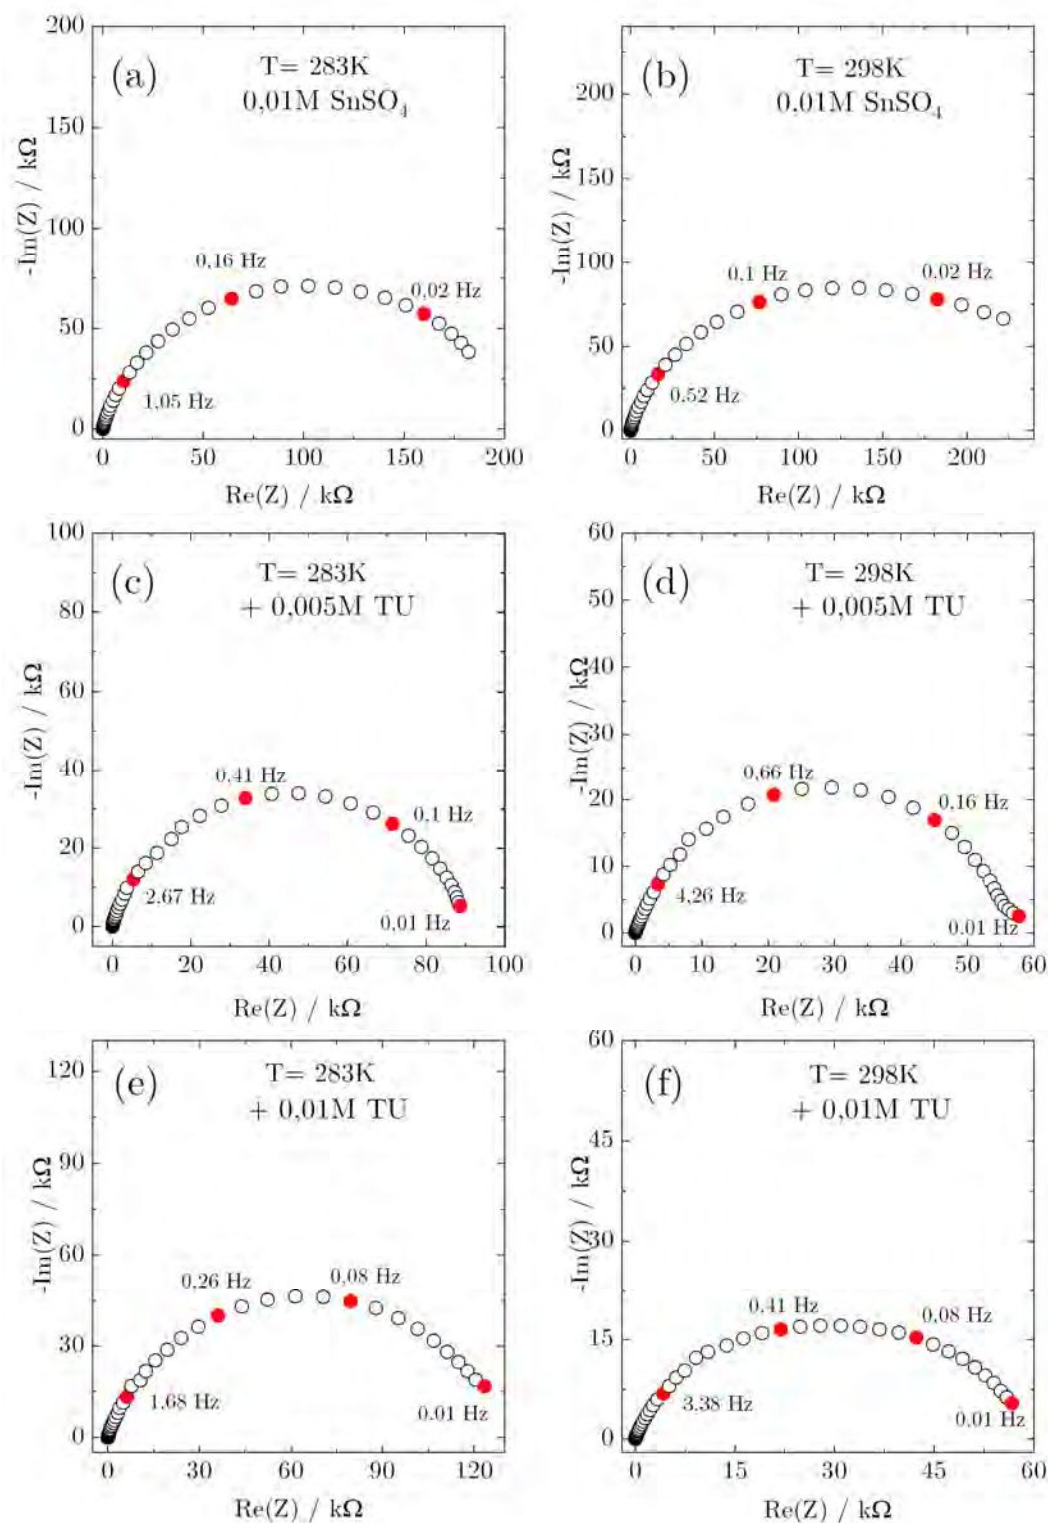 (a)
T= 283K
0,01M SnSO4
200
150
100
50
0
-Im(Z) / kΩ
0,16 Hz
0,02 Hz
1,05 Hz
0 50 100 150 200
Re(Z) / kΩ
(b)
T= 298K
0,01M SnSO4
200
150
100
50
0
-Im(Z) / kΩ
0.1 Hz
0.02 Hz
0.52 Hz
0 50 100 150 200
Re(Z) / kΩ
(c)
T= 283K
+ 0,005M TU
100
80
60
40
20
0
-Im(Z) / kΩ
0,41 Hz
0.1 Hz
2.67 Hz
0.01 Hz
0 20 40 60 80 100
Re(Z) / kΩ
(d)
T= 298K
+ 0,005M TU
60
50
40
30
20
10
0
-Im(Z) / kΩ
0,66 Hz
0.16 Hz
4,26 Hz
0.01 Hz
0 10 20 30 40 50 60
Re(Z) / kΩ
(e)
T= 283K
+ 0,01M TU
120
90
60
30
0
-Im(Z) / kΩ
0.26 Hz
0,08 Hz
1.68 Hz
0.01 Hz
0 30 60 90 120
Re(Z) / kΩ
(f)
T= 298K
+ 0,01M TU
60
45
30
15
0
-Im(Z) / kΩ
0.41 Hz
0.08 Hz
3.38 Hz
0.01 Hz
0 15 30 45 60
Re(Z) / kΩ